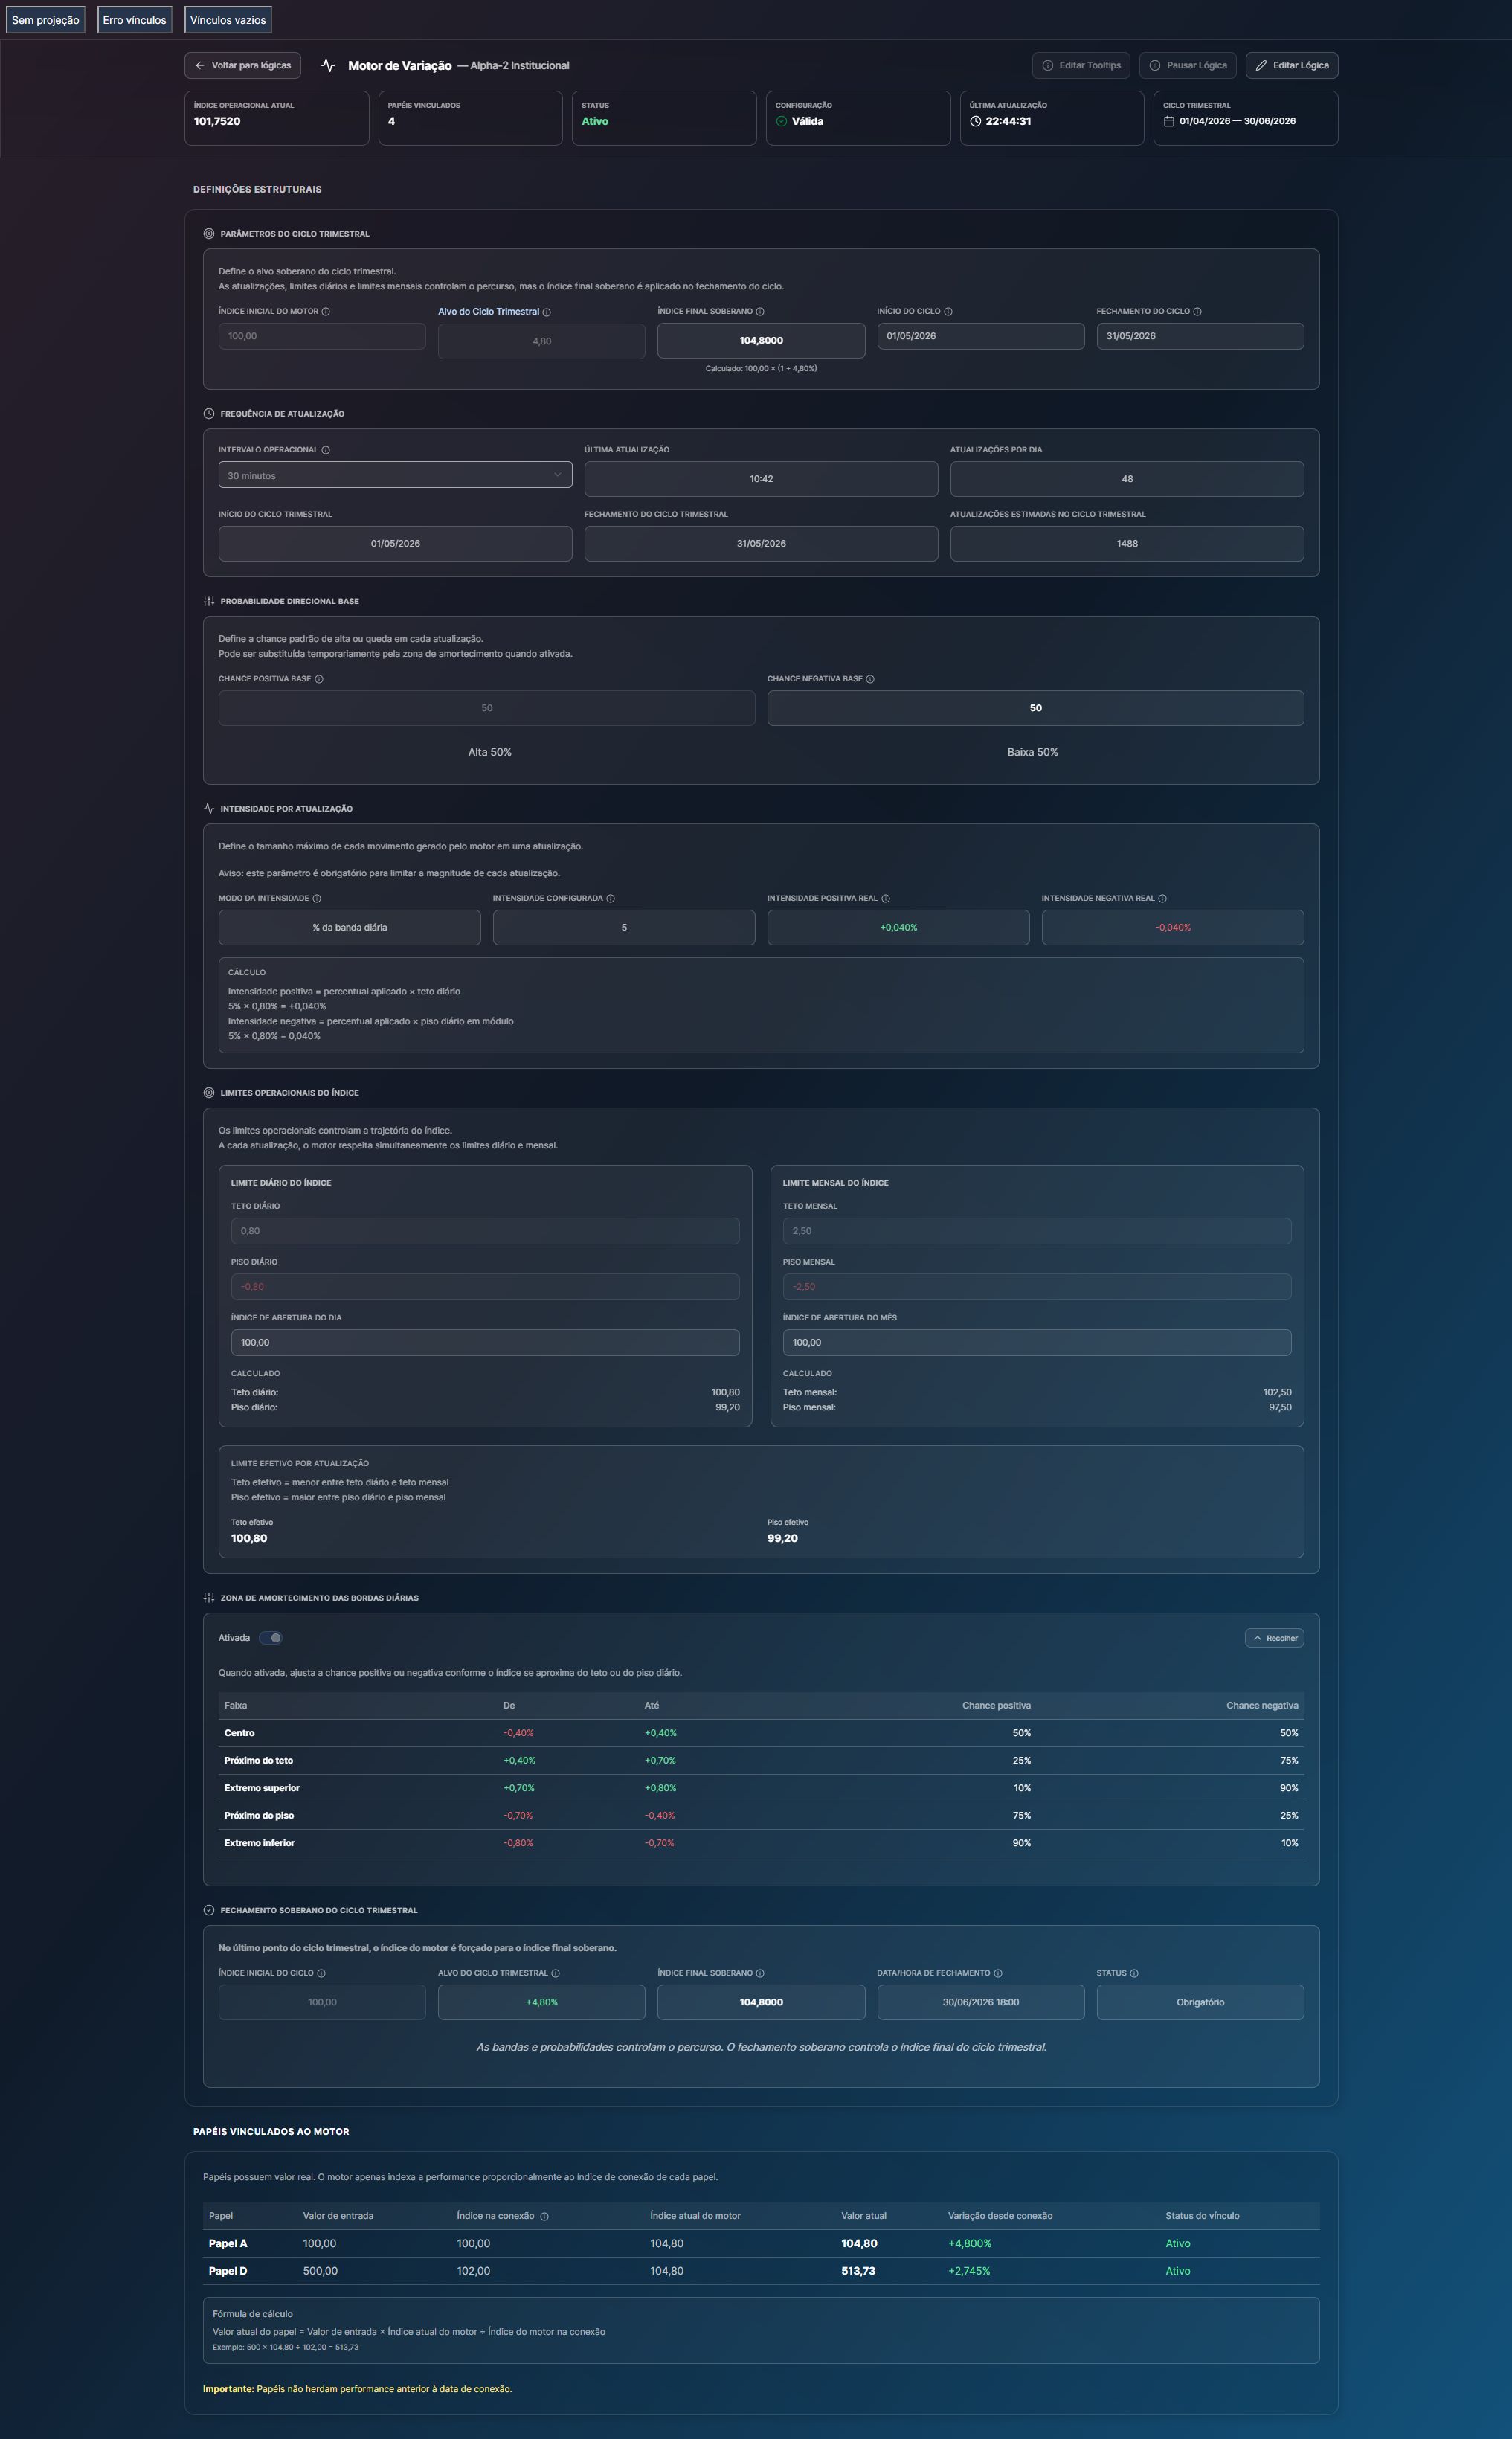 Sem projeção Erro vínculos Vínculos vazios
Voltar para lógicas Motor de Variação — Alpha-2 Institucional Editar Tooltips Pausar Lógica Editar Lógica
ÍNDICE OPERACIONAL ATUAL PAPÉIS VINCULADOS STATUS CONFIGURAÇÃO ÚLTIMA ATUALIZAÇÃO CICLO TRIMESTRAL
101,7520 4 Ativo Válida 22:44:31 01/04/2026 — 30/06/2026
DEFINIÇÕES ESTRUTURAIS
PARÂMETROS DO CICLO TRIMESTRAL
Define o alvo soberano do ciclo trimestral.
As atualizações, limites diários e limites mensais controlam o percurso, mas o índice final soberano é aplicado no fechamento do ciclo.
ÍNDICE INICIAL DO MOTOR Alvo do Ciclo Trimestral ÍNDICE FINAL SOBERANO INÍCIO DO CICLO FECHAMENTO DO CICLO
100,00 4,80 104,8000 01/05/2026 31/05/2026
Calculado: 100,00 × (1 + 4,80%)
FREQUÊNCIA DE ATUALIZAÇÃO
INTERVALO OPERACIONAL ÚLTIMA ATUALIZAÇÃO ATUALIZAÇÕES POR DIA
30 minutos 10:42 48
INÍCIO DO CICLO TRIMESTRAL FECHAMENTO DO CICLO TRIMESTRAL ATUALIZAÇÕES ESTIMADAS NO CICLO TRIMESTRAL
01/05/2026 31/05/2026 1488
PROBABILIDADE DIRECIONAL BASE
Define a chance padrão de alta ou queda em cada atualização.
Pode ser substituída temporariamente pela zona de amortecimento quando ativada.
CHANCE POSITIVA BASE CHANCE NEGATIVA BASE
50 50
Alta 50% Baixa 50%
INTENSIDADE POR ATUALIZAÇÃO
Define o tamanho máximo de cada movimento gerado pelo motor em uma atualização.
Aviso: este parâmetro é obrigatório para limitar a magnitude de cada atualização.
MODO DA INTENSIDADE INTENSIDADE CONFIGURADA INTENSIDADE POSITIVA REAL INTENSIDADE NEGATIVA REAL
% da banda diária 5 +0,040% -0,040%
CÁLCULO
Intensidade positiva = percentual aplicado × teto diário
5% × 0,80% = +0,040%
Intensidade negativa = percentual aplicado × piso diário em módulo
5% × 0,80% = 0,040%
LIMITES OPERACIONAIS DO ÍNDICE
Os limites operacionais controlam a trajetória do índice.
A cada atualização, o motor respeita simultaneamente os limites diário e mensal.
LIMITE DIÁRIO DO ÍNDICE LIMITE MENSAL DO ÍNDICE
TETO DIÁRIO TETO MENSAL
0,80 2,50
PISO DIÁRIO PISO MENSAL
-0,80 -2,50
ÍNDICE DE ABERTURA DO DIA ÍNDICE DE ABERTURA DO MÊS
100,00 100,00
CALCULADO CALCULADO
Teto diário: 100,80 Teto mensal: 102,50
Piso diário: 99,20 Piso mensal: 97,50
LIMITE EFETIVO POR ATUALIZAÇÃO
Teto efetivo = menor entre teto diário e teto mensal
Piso efetivo = maior entre piso diário e piso mensal
Teto efetivo Piso efetivo
100,80 99,20
ZONA DE AMORTECIMENTO DAS BORDAS DIÁRIAS
Ativada Recolher
Quando ativada, ajusta a chance positiva ou negativa conforme o índice se aproxima do teto ou do piso diário.
Faixa De Até Chance positiva Chance negativa
Centro -0,40% +0,40% 50% 50%
Próximo do teto +0,40% +0,70% 25% 75%
Extremo superior +0,70% +0,80% 10% 90%
Próximo do piso -0,70% -0,40% 75% 25%
Extremo inferior -0,80% -0,70% 90% 10%
FECHAMENTO SOBERANO DO CICLO TRIMESTRAL
No último ponto do ciclo trimestral, o índice do motor é forçado para o índice final soberano.
ÍNDICE INICIAL DO CICLO ALVO DO CICLO TRIMESTRAL ÍNDICE FINAL SOBERANO DATA/HORA DE FECHAMENTO STATUS
100,00 +4,80% 104,8000 30/06/2026 18:00 Obrigatório
As bandas e probabilidades controlam o percurso. O fechamento soberano controla o índice final do ciclo trimestral.
PAPÉIS VINCULADOS AO MOTOR
Papéis possuem valor real. O motor apenas indexa a performance proporcionalmente ao índice de conexão de cada papel.
Papel Valor de entrada Índice na conexão Índice atual do motor Valor atual Variação desde conexão Status do vínculo
Papel A 100,00 100,00 104,80 104,80 +4,800% Ativo
Papel D 500,00 102,00 104,80 513,73 +2,745% Ativo
Fórmula de cálculo
Valor atual do papel = Valor de entrada × Índice atual do motor ÷ Índice do motor na conexão
Exemplo: 500 × 104,80 ÷ 102,00 = 513,73
Importante: Papéis não herdam performance anterior à data de conexão.